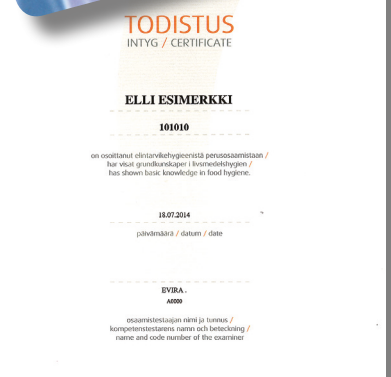 TODISTUS
INTYG / CERTIFICATE
ELLI ESIMERKKI
101010
on osoittanut elintarvikehygieenistä perusosaamistaan /
har visat grundkunskaper i livsmedelshygien /
has shown basic knowledge in food hygiene.
18.07.2014
päivämäärä / datum / date
EVIRA .
A0000
osaamistestaajan nimi ja tunnus /
kompetenstestarens namn och beteckning /
name and code number of the examiner